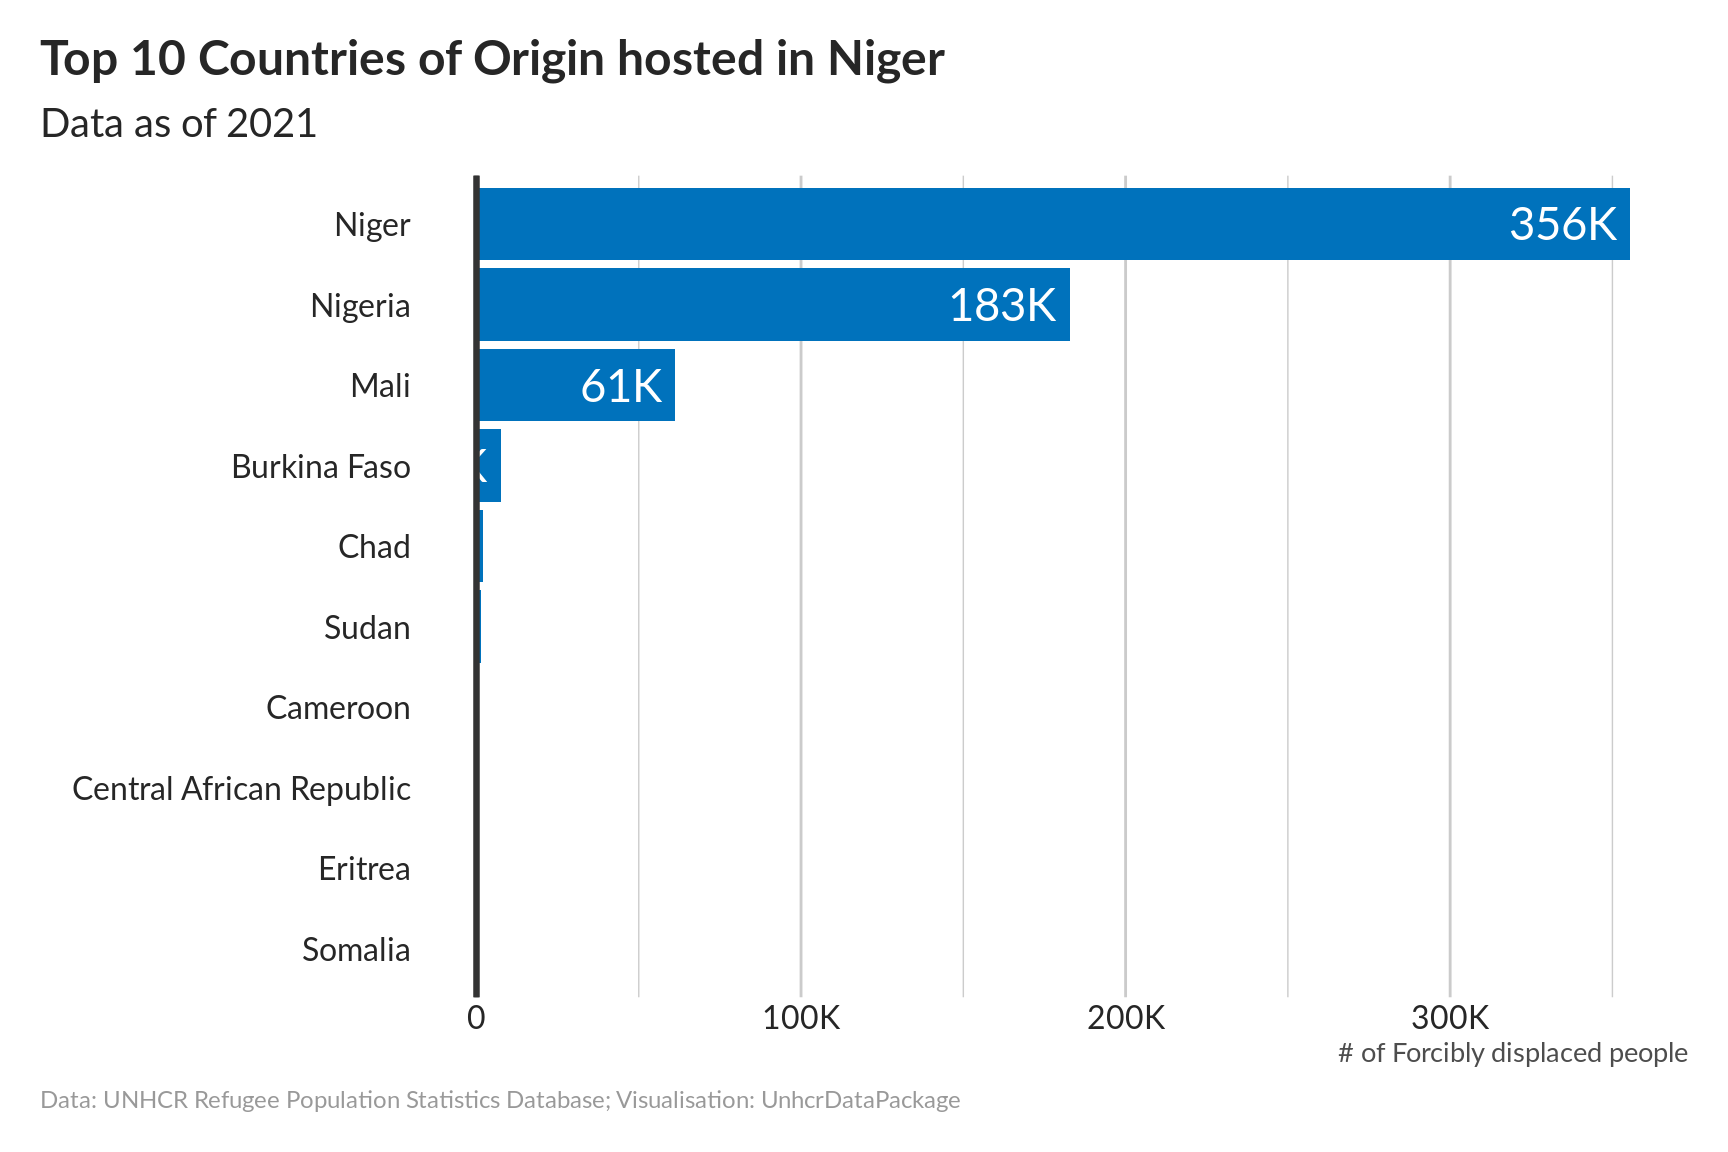 Top 10 Countries of Origin hosted in Niger
Data as of 2021
Niger 356K
Nigeria 183K
Mali 61K
Burkina Faso K
Chad
Sudan
Cameroon
Central African Republic
Eritrea
Somalia
0 100K 200K 300K
# of Forcibly displaced people
Data: UNHCR Refugee Population Statistics Database; Visualisation: UnhcrDataPackage